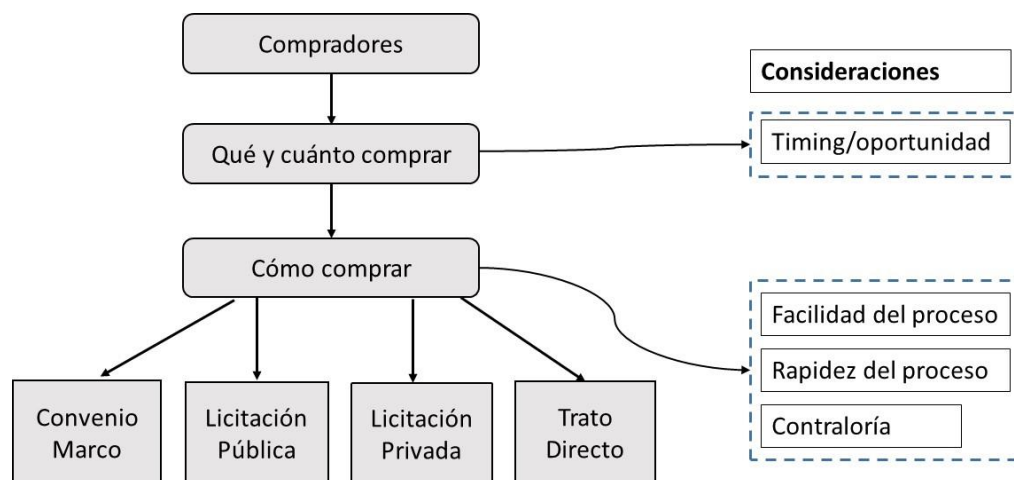 Compradores
Consideraciones
Timing/oportunidad
Qué y cuánto comprar
Cómo comprar
Facilidad del proceso
Rapidez del proceso
Contraloría
Convenio
Marco
Licitación
Pública
Licitación
Privada
Trato
Directo